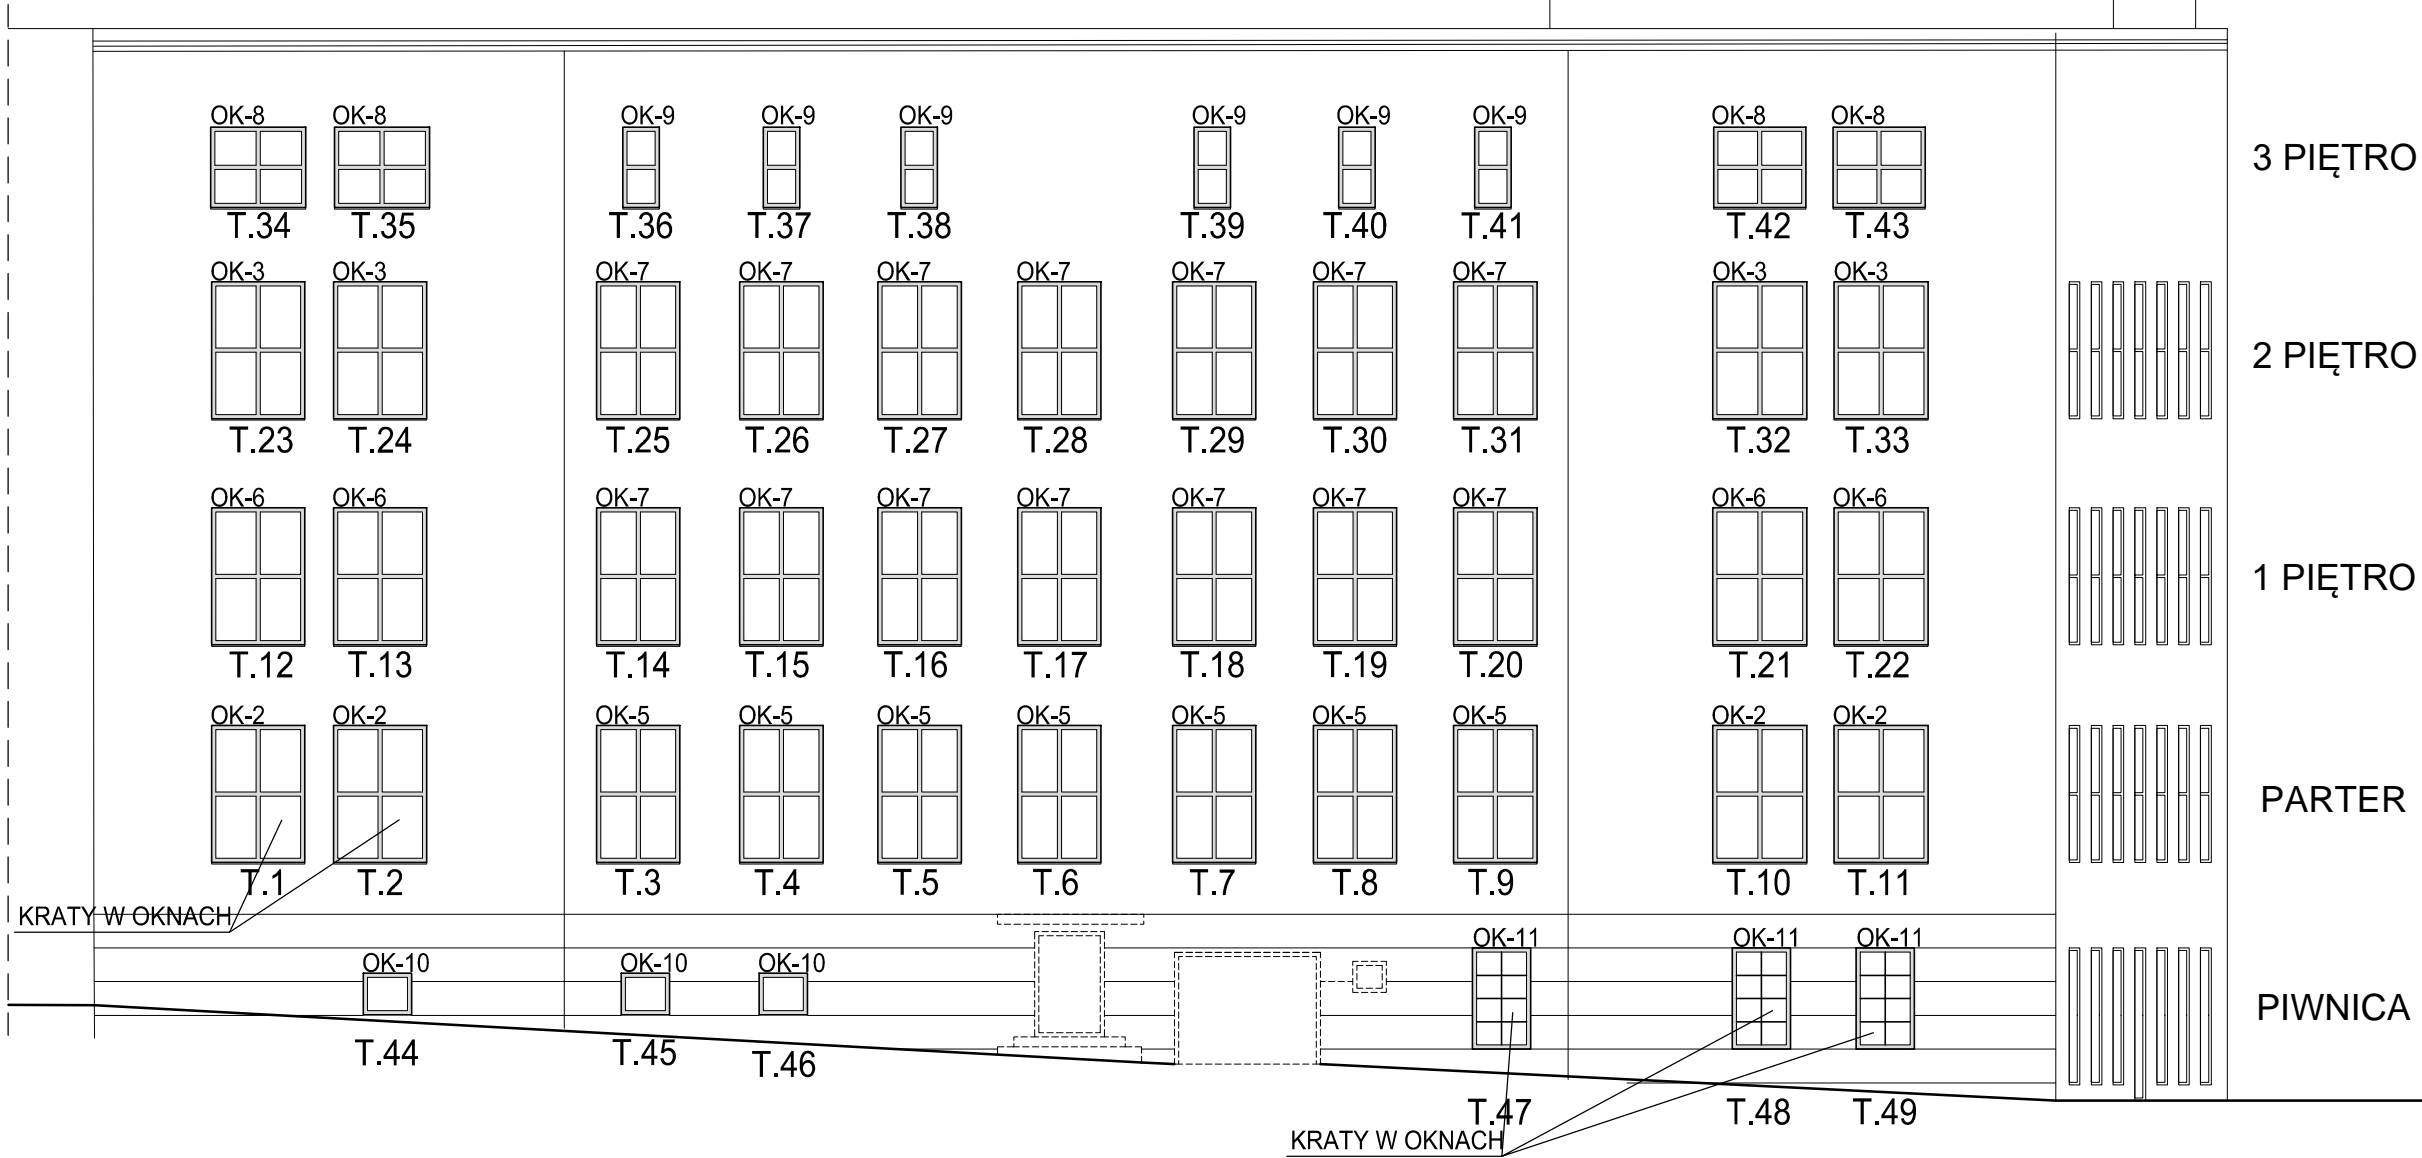 OK-8 OK-8 OK-9 OK-9 OK-9 OK-9 OK-9 OK-9 OK-8 OK-8
3 PIĘTRO
T.34 T.35 T.36 T.37 T.38 T.39 T.40 T.41 T.42 T.43
OK-3 OK-3 OK-7 OK-7 OK-7 OK-7 OK-7 OK-7 OK-7 OK-3 OK-3
2 PIĘTRO
T.23 T.24 T.25 T.26 T.27 T.28 T.29 T.30 T.31 T.32 T.33
OK-6 OK-6 OK-7 OK-7 OK-7 OK-7 OK-7 OK-7 OK-7 OK-6 OK-6
1 PIĘTRO
T.12 T.13 T.14 T.15 T.16 T.17 T.18 T.19 T.20 T.21 T.22
OK-2 OK-2 OK-5 OK-5 OK-5 OK-5 OK-5 OK-5 OK-5 OK-2 OK-2
PARTER
T.1 T.2 T.3 T.4 T.5 T.6 T.7 T.8 T.9 T.10 T.11
KRATY W OKNACH
OK-11 OK-11 OK-11
OK-10 OK-10 OK-10
PIWNICA
T.44 T.45 T.46
T.47 T.48 T.49
KRATY W OKNACH